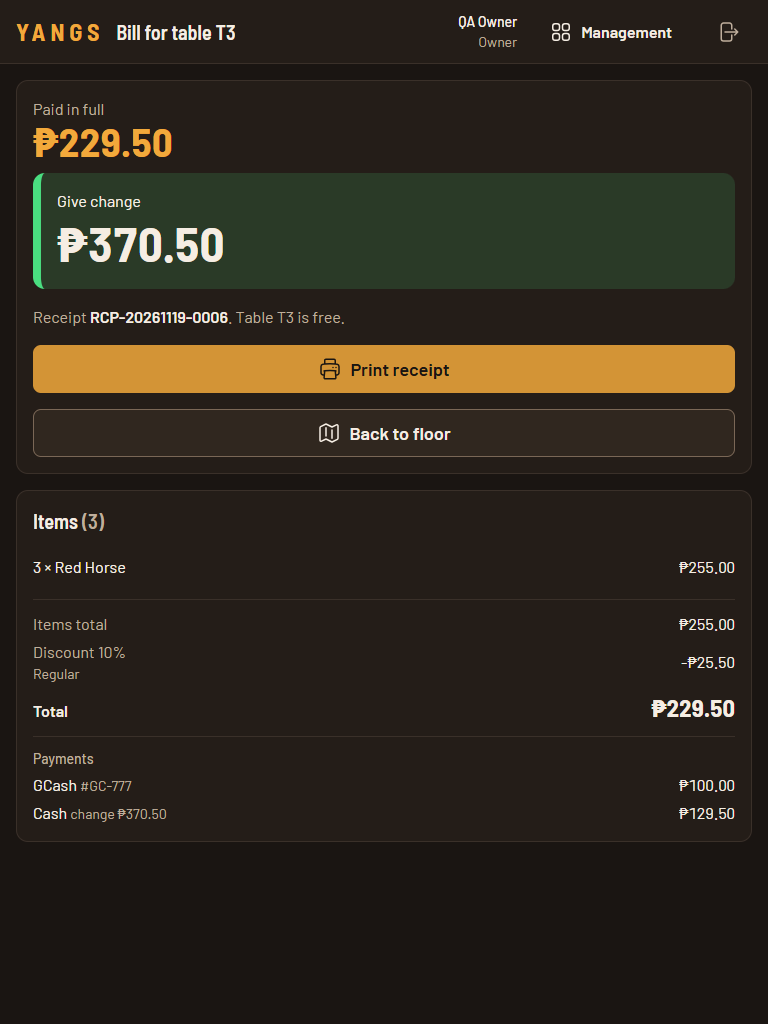 YANGS Bill for table T3
QA Owner
Owner
Management
Paid in full
₱229.50
Give change
₱370.50
Receipt RCP-20261119-0006. Table T3 is free.
Print receipt
Back to floor
Items (3)
3 × Red Horse ₱255.00
Items total ₱255.00
Discount 10% -₱25.50
Regular
Total ₱229.50
Payments
GCash #GC-777 ₱100.00
Cash change ₱370.50 ₱129.50